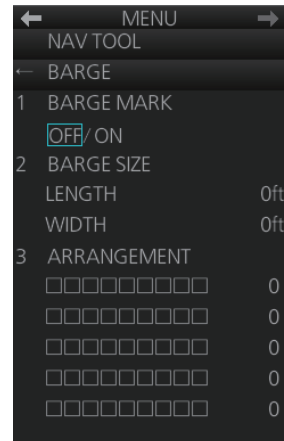 ← MENU →
NAV TOOL
← BARGE
1 BARGE MARK
OFF/ ON
2 BARGE SIZE
LENGTH 0ft
WIDTH 0ft
3 ARRANGEMENT
□□□□□□□□□ 0
□□□□□□□□□ 0
□□□□□□□□□ 0
□□□□□□□□□ 0
□□□□□□□□□ 0